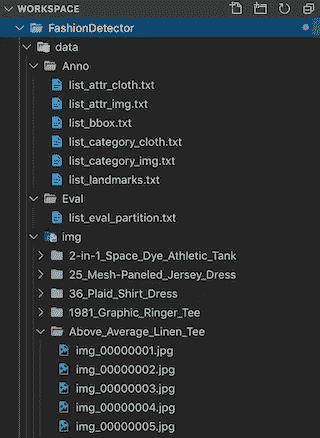 WORKSPACE
FashionDetector
data
Anno
list_attr_cloth.txt
list_attr_img.txt
list_bbox.txt
list_category_cloth.txt
list_category_img.txt
list_landmarks.txt
Eval
list_eval_partition.txt
img
2-in-1_Space_Dye_Athletic_Tank
25_Mesh-Paneled_Jersey_Dress
36_Plaid_Shirt_Dress
1981_Graphic_Ringer_Tee
Above_Average_Linen_Tee
img_00000001.jpg
img_00000002.jpg
img_00000003.jpg
img_00000004.jpg
img_00000005.jpg